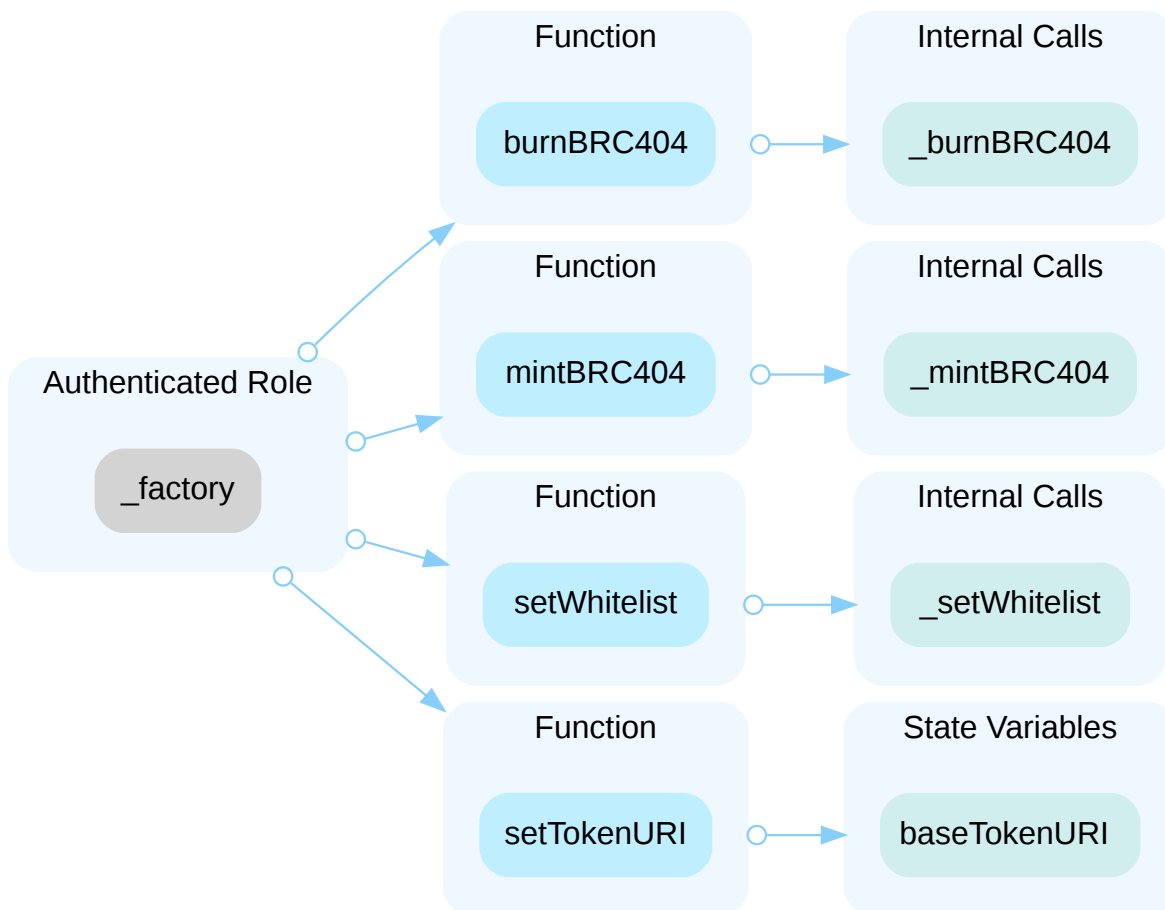 Function
burnBRC404
Internal Calls
_burnBRC404
Function
mintBRC404
Internal Calls
_mintBRC404
Authenticated Role
_factory
Function
setWhitelist
Internal Calls
_setWhitelist
Function
setTokenURI
State Variables
baseTokenURI